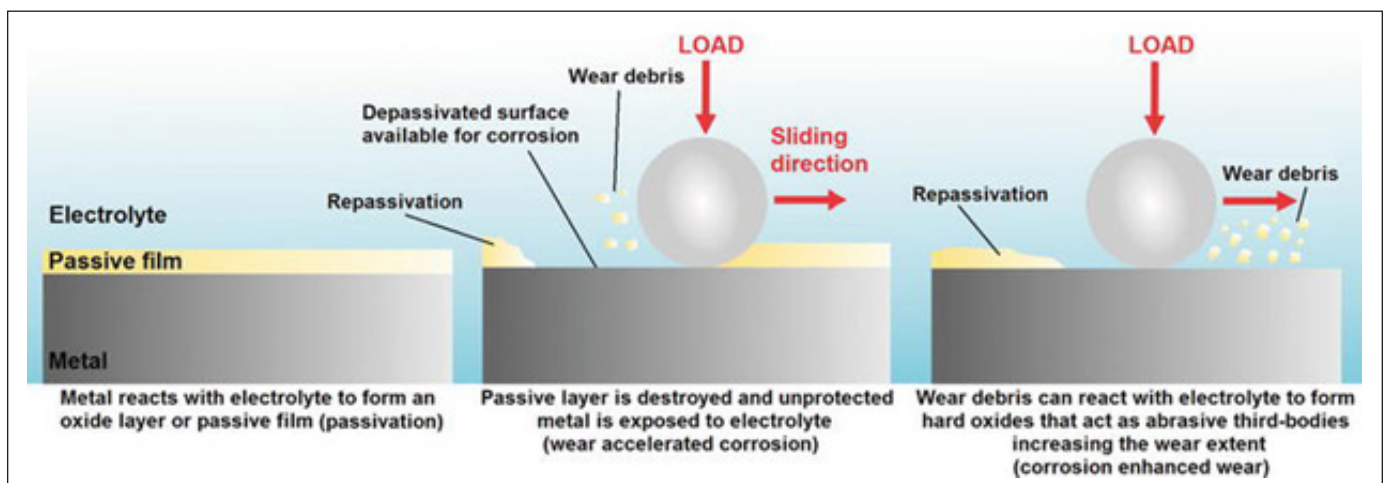 LOAD
Wear debris
Depassivated surface
available for corrosion
Sliding
direction
Repassivation
Electrolyte
Passive film
Metal
LOAD
Wear debris
Repassivation
Metal reacts with electrolyte to form an
oxide layer or passive film (passivation)
Passive layer is destroyed and unprotected
metal is exposed to electrolyte
(wear accelerated corrosion)
Wear debris can react with electrolyte to form
hard oxides that act as abrasive third-bodies
increasing the wear extent
(corrosion enhanced wear)